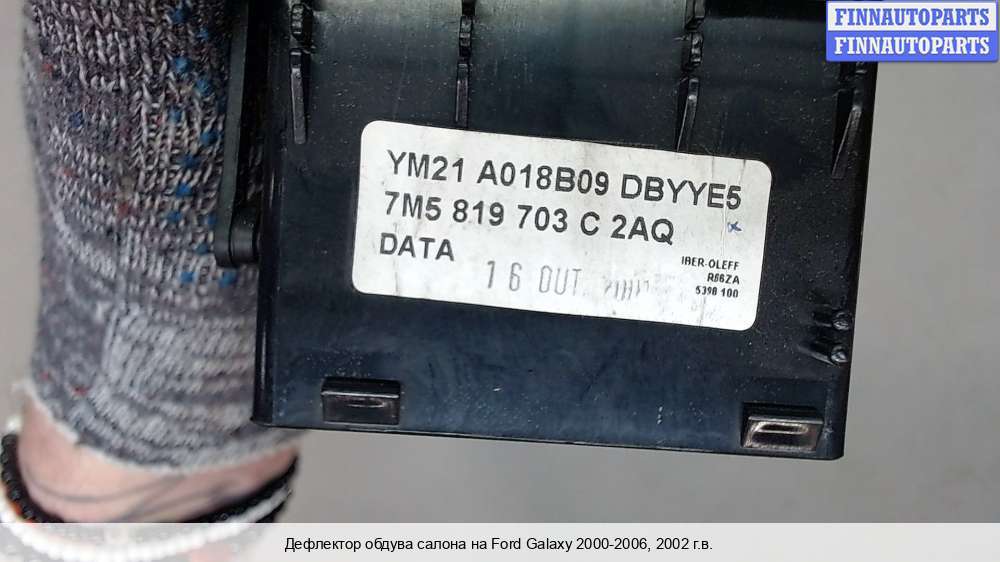 FINNAUTOPARTS
FINNAUTOPARTS
YM21 A018B09 DBYYE5
7M5 819 703 C 2AQ
DATA
16 OUT
IBER-OLEFF
R66ZA
5390 100
Дефлектор обдува салона на Ford Galaxy 2000-2006, 2002 г.в.